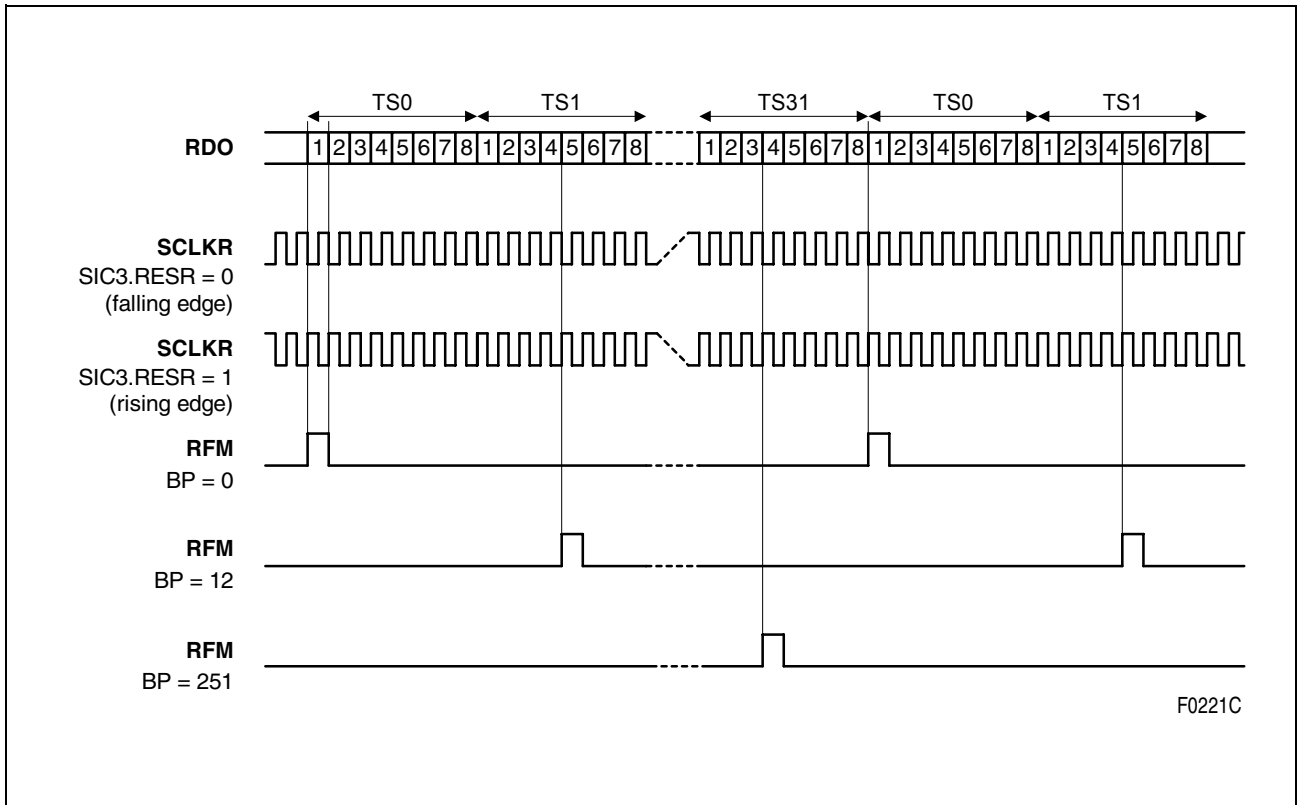 TS0 TS1 TS31 TS0 TS1
RDO 1 2 3 4 5 6 7 8 1 2 3 4 5 6 7 8 1 2 3 4 5 6 7 8 1 2 3 4 5 6 7 8 1 2 3 4 5 6 7 8
SCLKR
SIC3.RESR = 0
(falling edge)
SCLKR
SIC3.RESR = 1
(rising edge)
RFM
BP = 0
RFM
BP = 12
RFM
BP = 251
F0221C